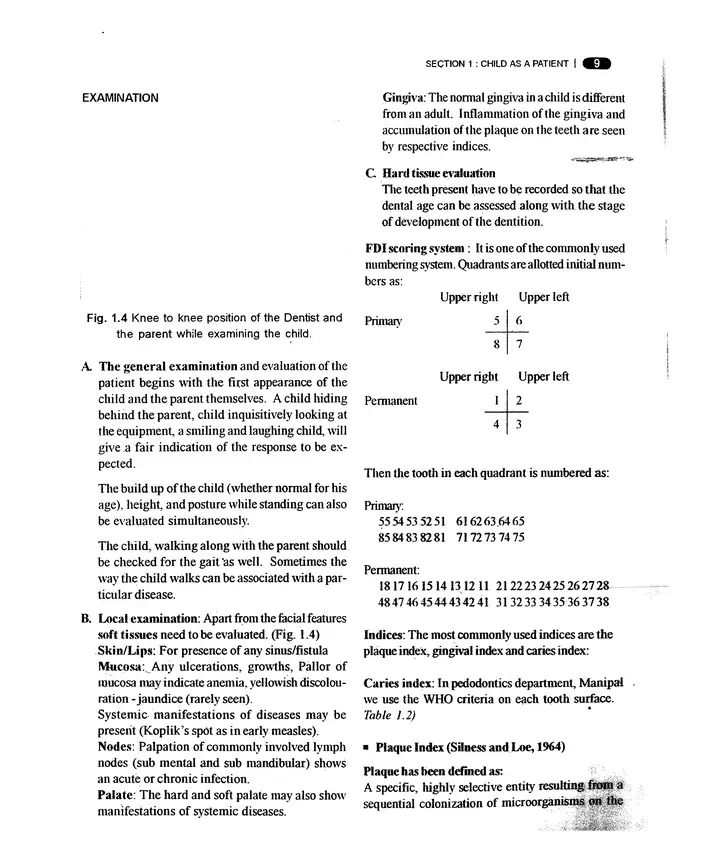 SECTION 1 : CHILD AS A PATIENT | 9
EXAMINATION
Fig. 1.4 Knee to knee position of the Dentist and
the parent while examining the child.
A. The general examination and evaluation of the
patient begins with the first appearance of the
child and the parent themselves. A child hiding
behind the parent, child inquisitively looking at
the equipment, a smiling and laughing child, will
give a fair indication of the response to be ex-
pected.
The build up of the child (whether normal for his
age), height, and posture while standing can also
be evaluated simultaneously.
The child, walking along with the parent should
be checked for the gait as well. Sometimes the
way the child walks can be associated with a par-
ticular disease.
B. Local examination: Apart from the facial features
soft tissues need to be evaluated. (Fig. 1.4)
Skin/Lips: For presence of any sinus/fistula
Mucosa: Any ulcerations, growths, Pallor of
mucosa may indicate anemia, yellowish discolou-
ration - jaundice (rarely seen).
Systemic manifestations of diseases may be
present (Koplik's spot as in early measles).
Nodes: Palpation of commonly involved lymph
nodes (sub mental and sub mandibular) shows
an acute or chronic infection.
Palate: The hard and soft palate may also show
manifestations of systemic diseases.
Gingiva: The normal gingiva in a child is different
from an adult. Inflammation of the gingiva and
accumulation of the plaque on the teeth are seen
by respective indices.
C. Hard tissue evaluation
The teeth present have to be recorded so that the
dental age can be assessed along with the stage
of development of the dentition.
FDI scoring system : It is one of the commonly used
numbering system. Quadrants are allotted initial num-
bers as:
Upper right Upper left
Primary 5 | 6
8 | 7
Upper right Upper left
Permanent 1 | 2
4 | 3
Then the tooth in each quadrant is numbered as:
Primary:
55 54 53 52 51 61 62 63 64 65
85 84 83 82 81 71 72 73 74 75
Permanent:
18 17 16 15 14 13 12 11 21 22 23 24 25 26 27 28
48 47 46 45 44 43 42 41 31 32 33 34 35 36 37 38
Indices: The most commonly used indices are the
plaque index, gingival index and caries index:
Caries index: In pedodontics department, Manipal
we use the WHO criteria on each tooth surface.
Table 1.2)
▪ Plaque Index (Silness and Loe, 1964)
Plaque has been defined as:
A specific, highly selective entity resulting from a
sequential colonization of microorganisms on the